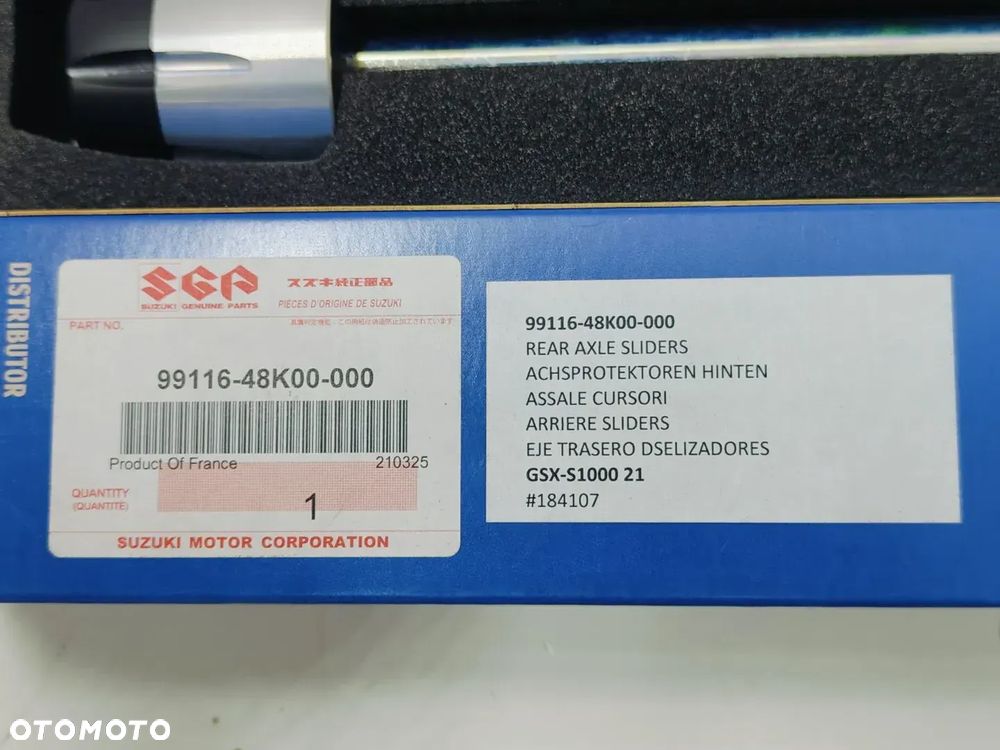 DISTRIBUTOR
SGP
SUZUKI GENUINE PARTS
スズキ純正部品
PIÈCES D'ORIGINE DE SUZUKI
PART NO.
99116-48K00-000
Product Of France 210325
QUANTITY
(QUANTITÉ)
1
SUZUKI MOTOR CORPORATION
99116-48K00-000
REAR AXLE SLIDERS
ACHSPROTEKTOREN HINTEN
ASSALE CURSORI
ARRIERE SLIDERS
EJE TRASERO DSELIZADORES
GSX-S1000 21
#184107
OTOMOTO